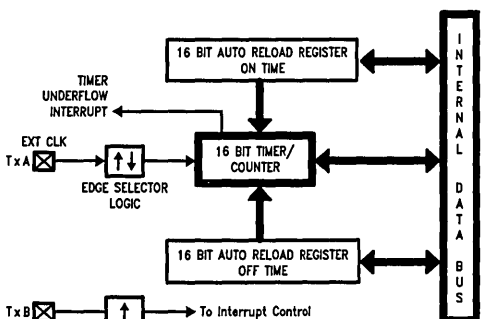 16 BIT AUTO RELOAD REGISTER
ON TIME
TIMER
UNDERFLOW
INTERRUPT
EXT CLK
TxA
EDGE SELECTOR
LOGIC
16 BIT TIMER/
COUNTER
16 BIT AUTO RELOAD REGISTER
OFF TIME
TxB
To Interrupt Control
INTERNAL DATA BUS